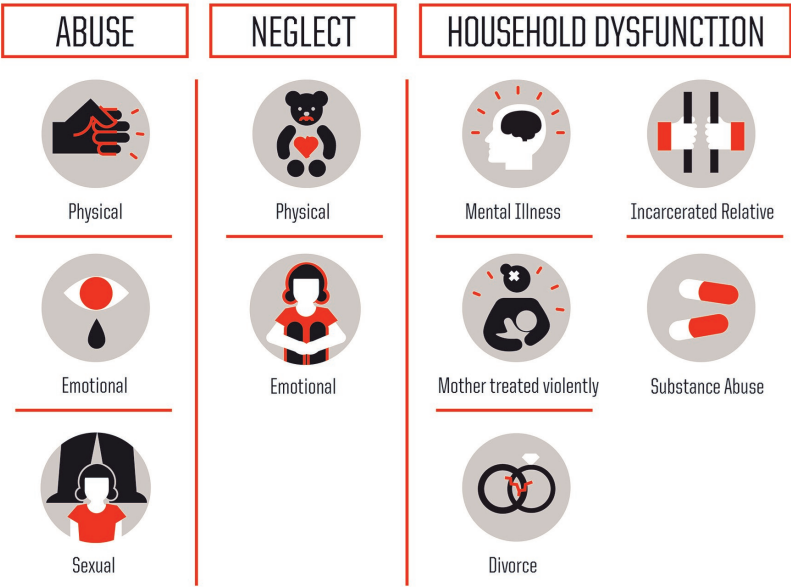 ABUSE
Physical
Emotional
Sexual
NEGLECT
Physical
Emotional
HOUSEHOLD DYSFUNCTION
Mental Illness
Incarcerated Relative
Mother treated violently
Substance Abuse
Divorce